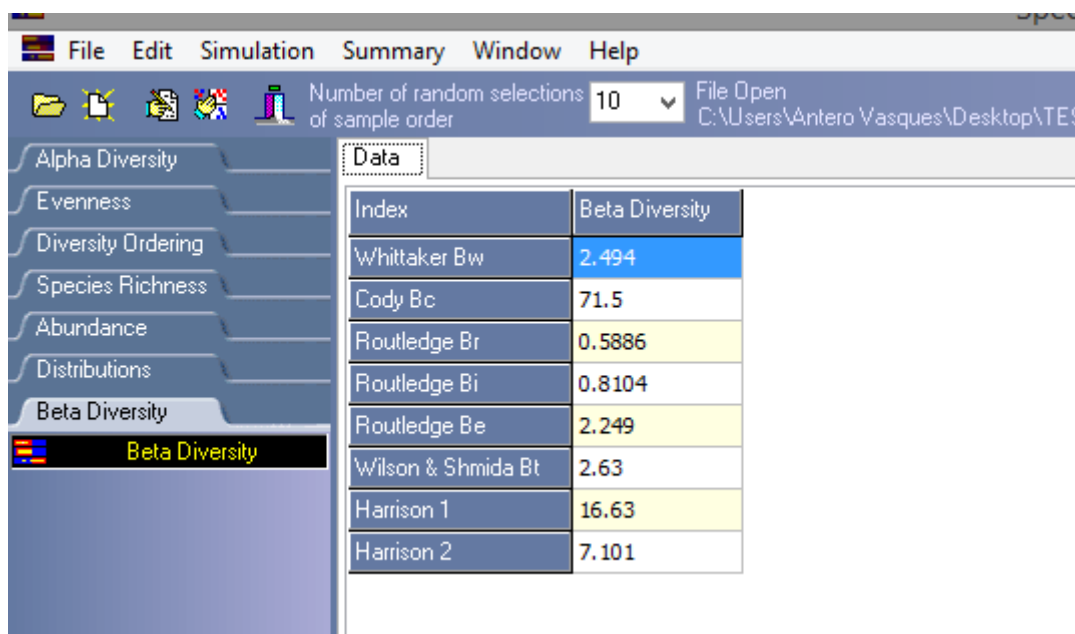 Spec
File Edit Simulation Summary Window Help
Number of random selections
of sample order
10
File Open
C:\Users\Antero Vasques\Desktop\TES
Alpha Diversity
Evenness
Diversity Ordering
Species Richness
Abundance
Distributions
Beta Diversity
Beta Diversity
Data
Index Beta Diversity
Whittaker Bw 2.494
Cody Bc 71.5
Routledge Br 0.5886
Routledge Bi 0.8104
Routledge Be 2.249
Wilson & Shmida Bt 2.63
Harrison 1 16.63
Harrison 2 7.101